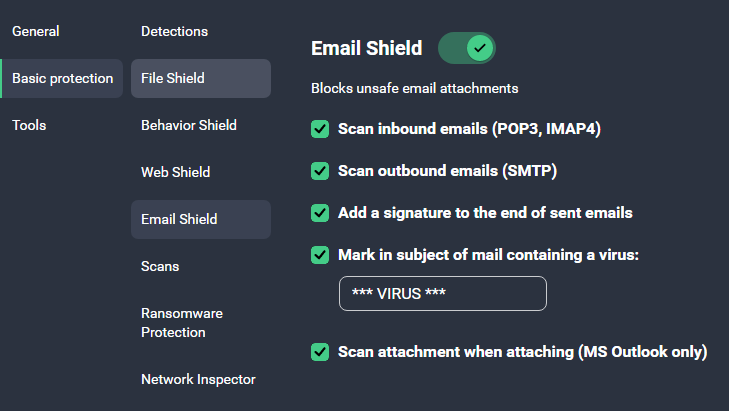 General
Basic protection
Tools
Detections
File Shield
Behavior Shield
Web Shield
Email Shield
Scans
Ransomware
Protection
Network Inspector
Email Shield
Blocks unsafe email attachments
Scan inbound emails (POP3, IMAP4)
Scan outbound emails (SMTP)
Add a signature to the end of sent emails
Mark in subject of mail containing a virus:
*** VIRUS ***
Scan attachment when attaching (MS Outlook only)